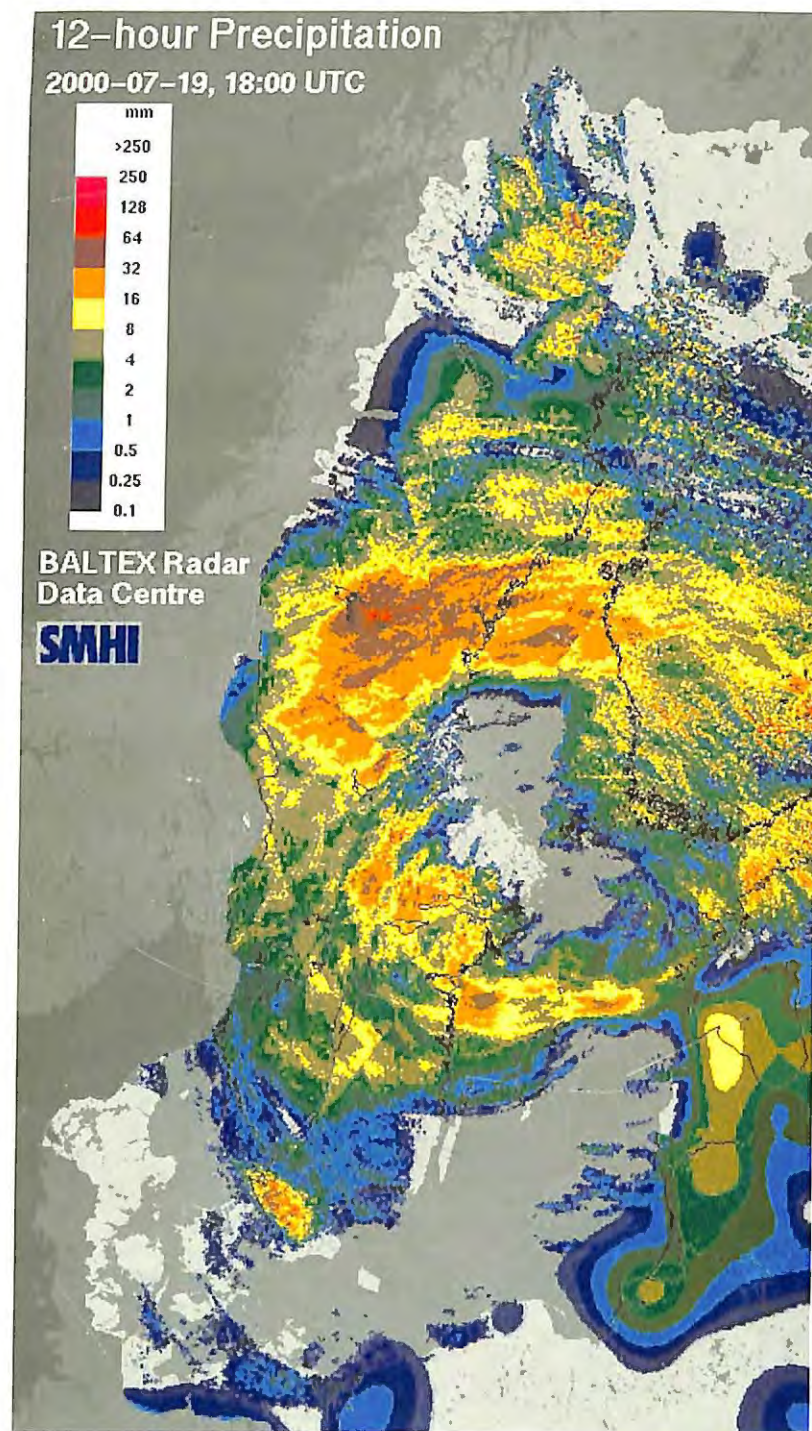 12-hour Precipitation
2000-07-19, 18:00 UTC
mm
>250
250
128
64
32
16
8
4
2
1
0.5
0.25
0.1
BALTEX Radar
Data Centre
SMHI